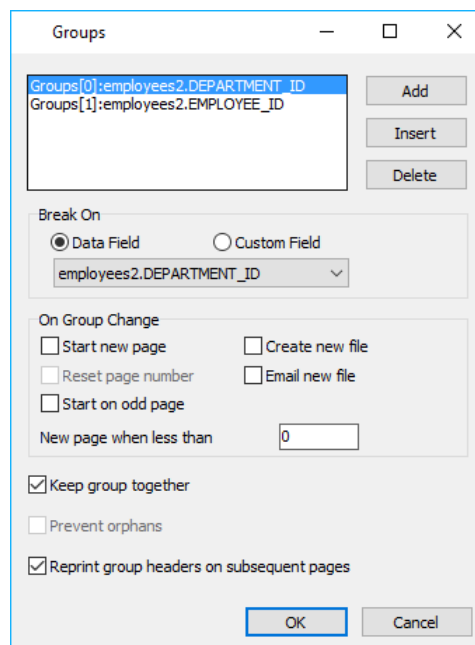 Groups
Groups[0]:employees2.DEPARTMENT_ID
Groups[1]:employees2.EMPLOYEE_ID
Add
Insert
Delete
Break On
Data Field
Custom Field
employees2.DEPARTMENT_ID
On Group Change
Start new page
Create new file
Reset page number
Email new file
Start on odd page
New page when less than
0
Keep group together
Prevent orphans
Reprint group headers on subsequent pages
OK
Cancel